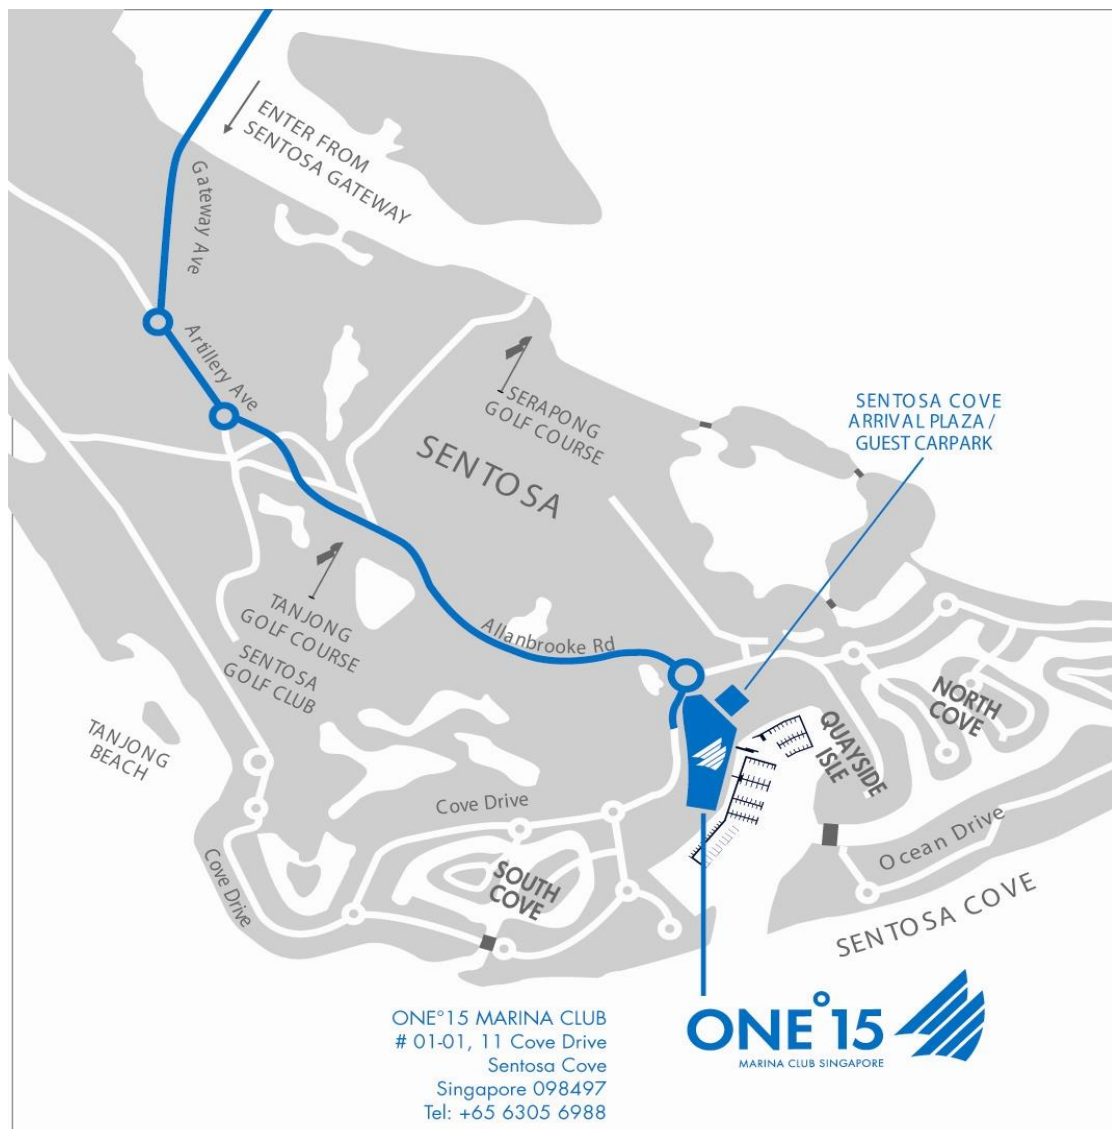 ENTER FROM
SENTOSA GATEWAY
Gateway Ave
Artillery Ave
SERAPONG
GOLF COURSE
SENTOSA
SENTOSA COVE
ARRIVAL PLAZA /
GUEST CARPARK
TANJONG
GOLF COURSE
SENTOSA
GOLF CLUB
Allanbrooke Rd
TANJONG
BEACH
NORTH
COVE
QUAYSIDE
ISLE
Cove Drive
Cove Drive
SOUTH
COVE
Ocean Drive
SENTOSA COVE
ONE°15 MARINA CLUB
# 01-01, 11 Cove Drive
Sentosa Cove
Singapore 098497
Tel: +65 6305 6988
ONE°15
MARINA CLUB SINGAPORE